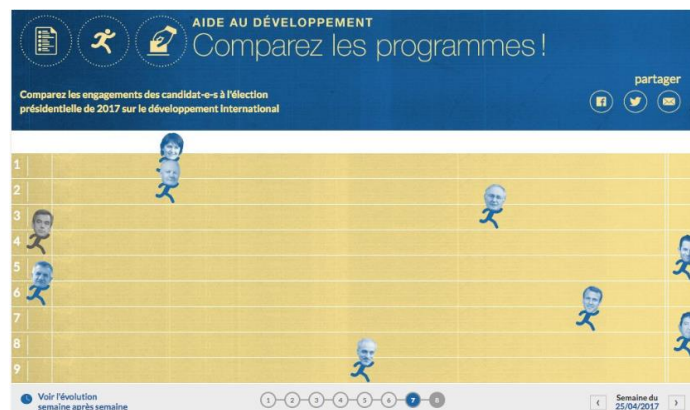 AIDE AU DÉVELOPPEMENT
Comparez les programmes !
partager
Comparez les engagements des candidat-e-s à l'élection
présidentielle de 2017 sur le développement international
1
2
3
4
5
6
7
8
9
Voir l'évolution
semaine après semaine
1 2 3 4 5 6 7 8
Semaine du
25/04/2017